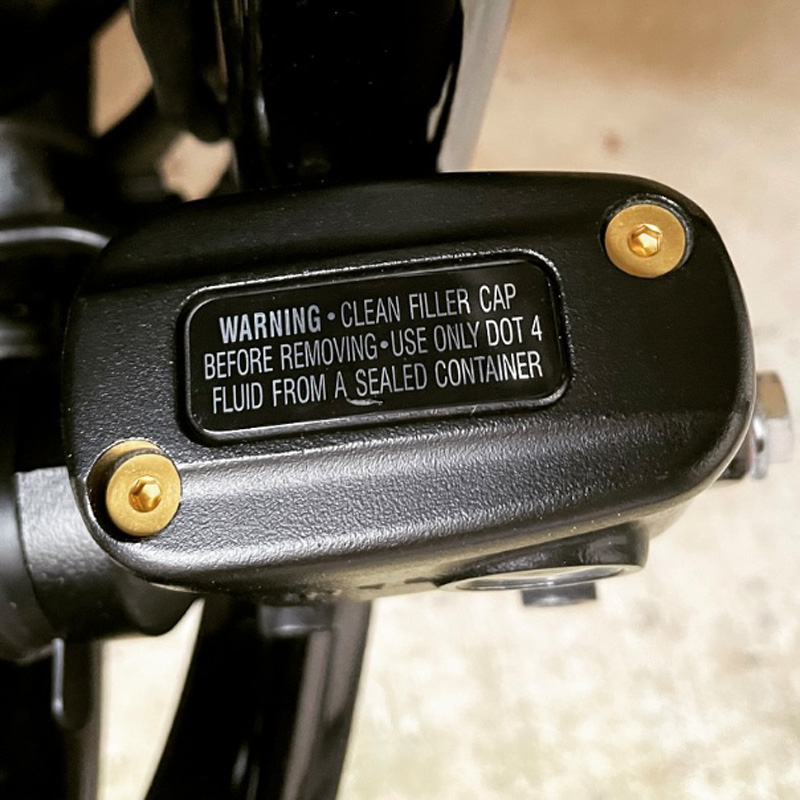 WARNING • CLEAN FILLER CAP
BEFORE REMOVING • USE ONLY DOT 4
FLUID FROM A SEALED CONTAINER